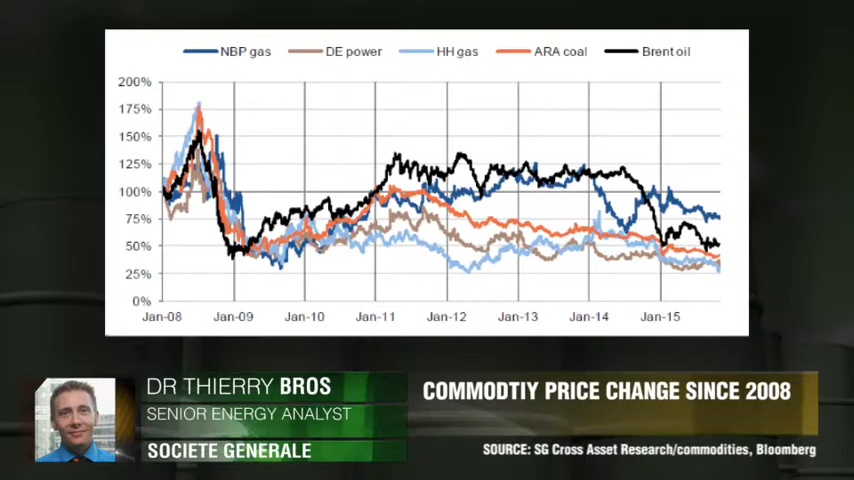 NBP gas DE power HH gas ARA coal Brent oil
200%
175%
150%
125%
100%
75%
50%
25%
0%
Jan-08 Jan-09 Jan-10 Jan-11 Jan-12 Jan-13 Jan-14 Jan-15
DR THIERRY BROS
SENIOR ENERGY ANALYST
SOCIETE GENERALE
COMMODTIY PRICE CHANGE SINCE 2008
SOURCE: SG Cross Asset Research/commodities, Bloomberg